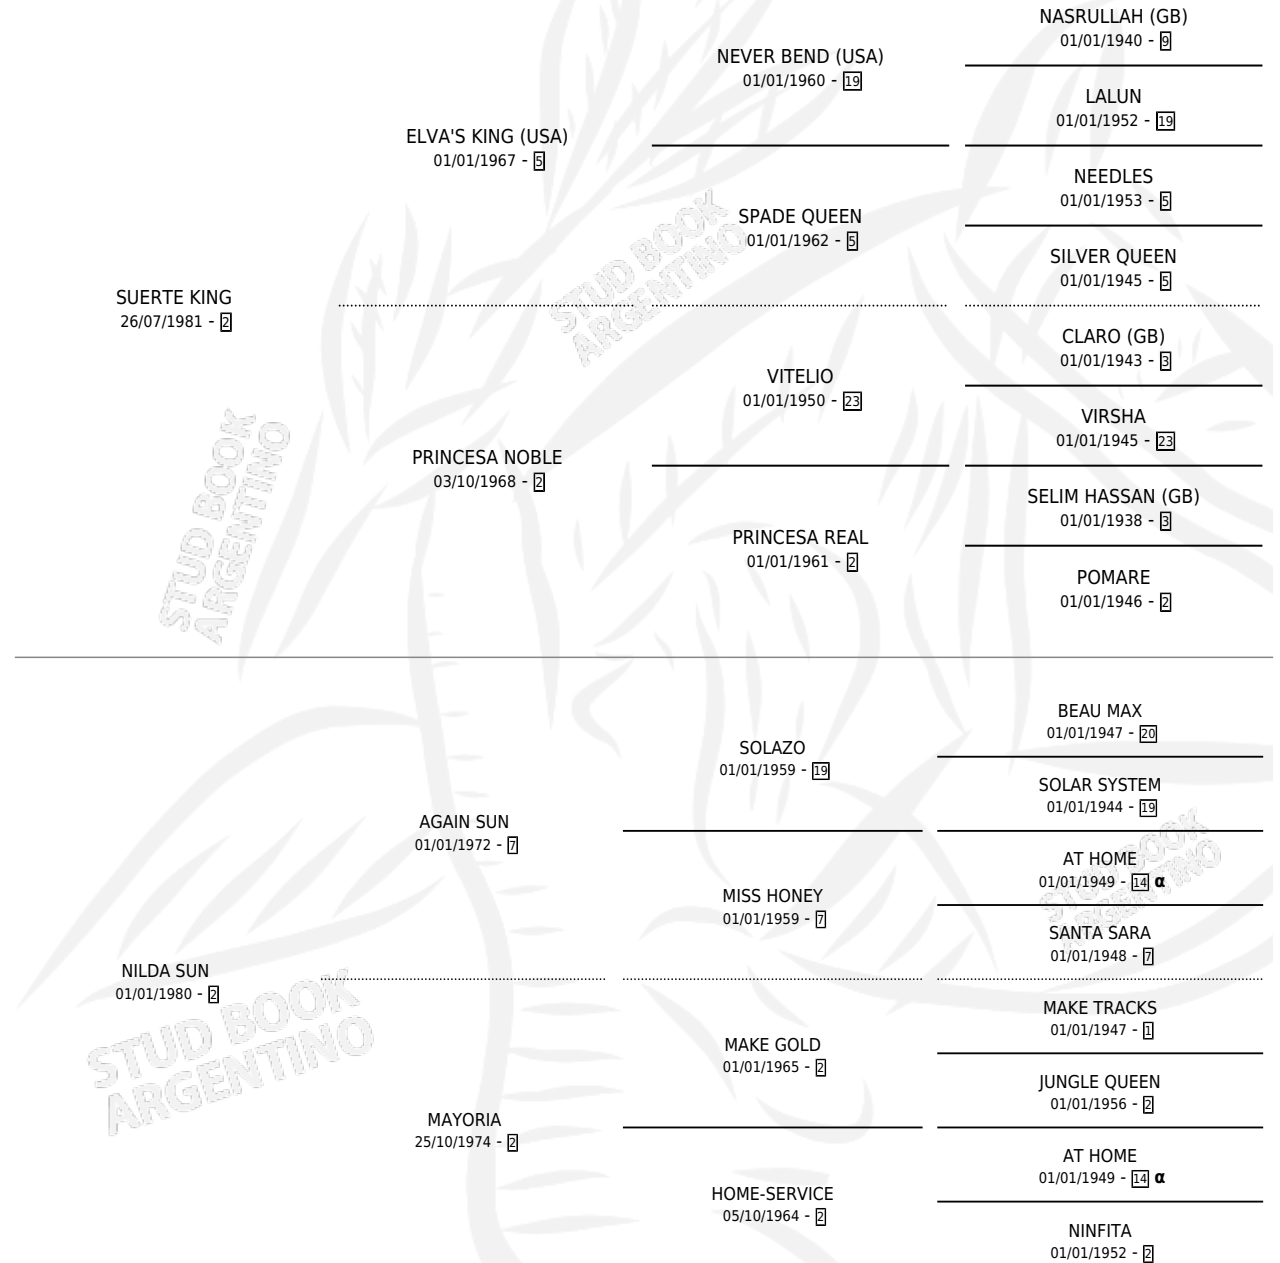 NASRULLAH (GB)
01/01/1940 - 9
NEVER BEND (USA)
01/01/1960 - 19
LALUN
01/01/1952 - 19
ELVA'S KING (USA)
01/01/1967 - 5
NEEDLES
01/01/1953 - 5
SPADE QUEEN
01/01/1962 - 5
SILVER QUEEN
01/01/1945 - 5
SUERTE KING
26/07/1981 - 2
STUD BOOK
ARGENTINO
CLARO (GB)
01/01/1943 - 3
VITELIO
01/01/1950 - 23
VIRSHA
01/01/1945 - 23
PRINCESA NOBLE
03/10/1968 - 2
SELIM HASSAN (GB)
01/01/1938 - 3
PRINCESA REAL
01/01/1961 - 2
POMARE
01/01/1946 - 2
STUD BOOK
ARGENTINO
BEAU MAX
01/01/1947 - 20
SOLAZO
01/01/1959 - 19
SOLAR SYSTEM
01/01/1944 - 19
AGAIN SUN
01/01/1972 - 7
AT HOME
01/01/1949 - 14 α
MISS HONEY
01/01/1959 - 7
SANTA SARA
01/01/1948 - 7
STUD BOOK
ARGENTINO
NILDA SUN
01/01/1980 - 2
STUD BOOK
ARGENTINO
MAKE TRACKS
01/01/1947 - 1
MAKE GOLD
01/01/1965 - 2
JUNGLE QUEEN
01/01/1956 - 2
MAYORIA
25/10/1974 - 2
AT HOME
01/01/1949 - 14 α
HOME-SERVICE
05/10/1964 - 2
NINFITA
01/01/1952 - 2